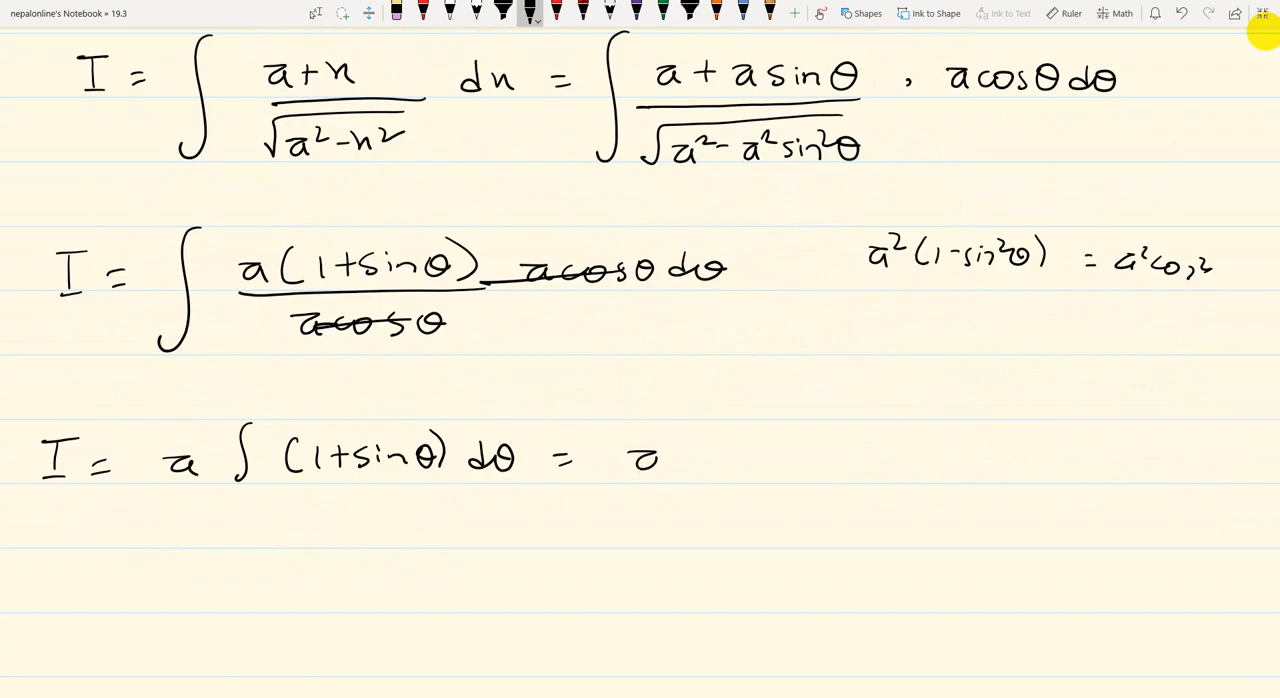 nepalonline's Notebook » 19.3 Shapes Ink to Shape Ink to Text Ruler Math
I = ∫ a+x / √(a²-x²) dx = ∫ a + a sinθ / √(a² - a² sin²θ) . a cosθ dθ
I = ∫ a(1+sinθ) a cosθ dθ / a cosθ a²(1-sin²θ) = a²cos²
I = a ∫ (1+sinθ) dθ = a